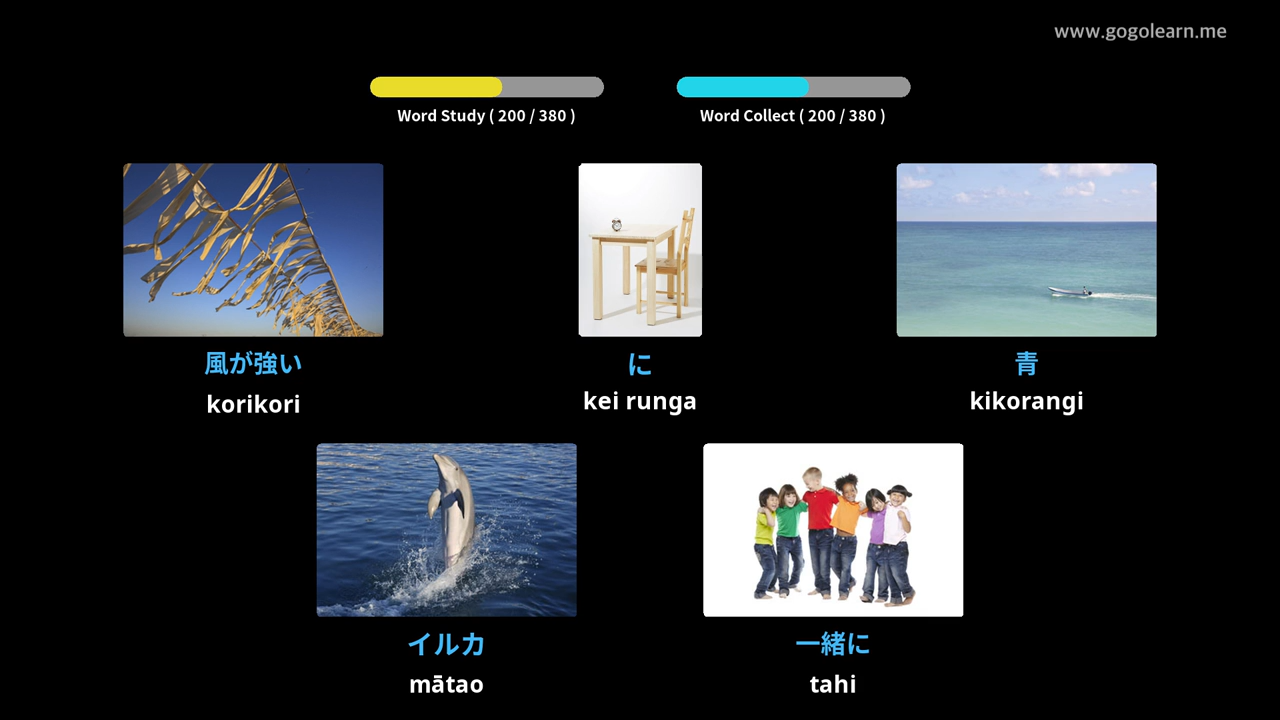 www.gogolearn.me
Word Study ( 200 / 380 )
Word Collect ( 200 / 380 )
風が強い
korikori
に
kei runga
青
kikorangi
イルカ
mātao
一緒に
tahi